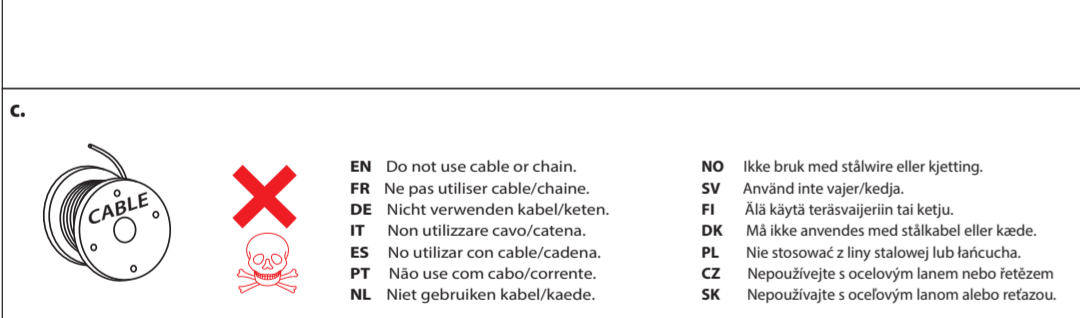 c.
CABLE
EN Do not use cable or chain.
FR Ne pas utiliser cable/chaine.
DE Nicht verwenden kabel/keten.
IT Non utilizzare cavo/catena.
ES No utilizar con cable/cadena.
PT Não use com cabo/corrente.
NL Niet gebruiken kabel/kaede.
NO Ikke bruk med stålwire eller kjetting.
SV Använd inte vajer/kedja.
FI Älä käytä teräsvaijeriin tai ketju.
DK Må ikke anvendes med stålkabel eller kæde.
PL Nie stosować z liny stalowej lub łańcucha.
CZ Nepoužívejte s ocelovým lanem nebo řetězem
SK Nepoužívajte s oceľovým lanom alebo reťazou.